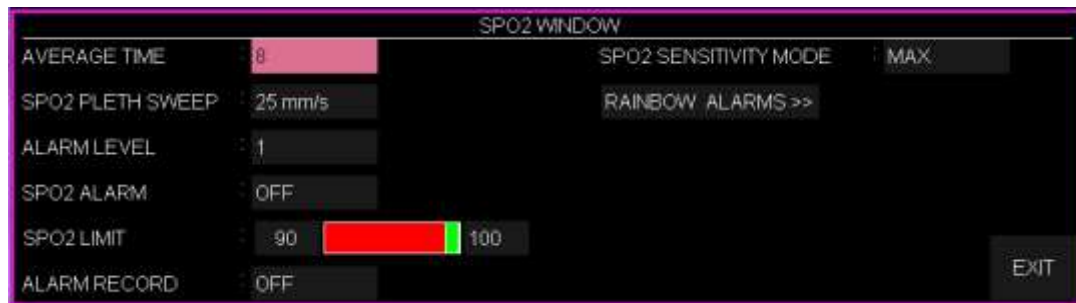 SPO2 WINDOW
AVERAGE TIME : 8 SPO2 SENSITIVITY MODE : MAX
SPO2 PLETH SWEEP : 25 mm/s RAINBOW ALARMS >>
ALARM LEVEL : 1
SPO2 ALARM : OFF
SPO2 LIMIT : 90 100
ALARM RECORD : OFF
EXIT